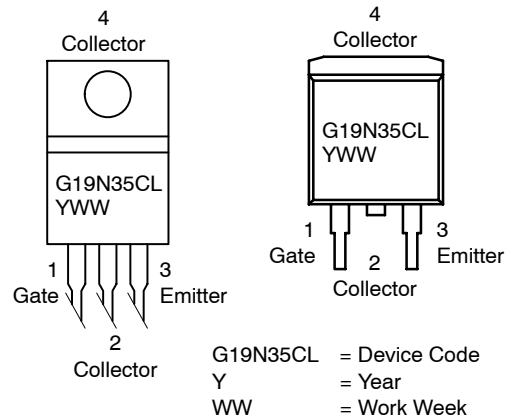 4
Collector
G19N35CL
YWW
1
Gate
3
Emitter
2
Collector
4
Collector
G19N35CL
YWW
1
Gate
3
Emitter
2
Collector
G19N35CL = Device Code
Y = Year
WW = Work Week